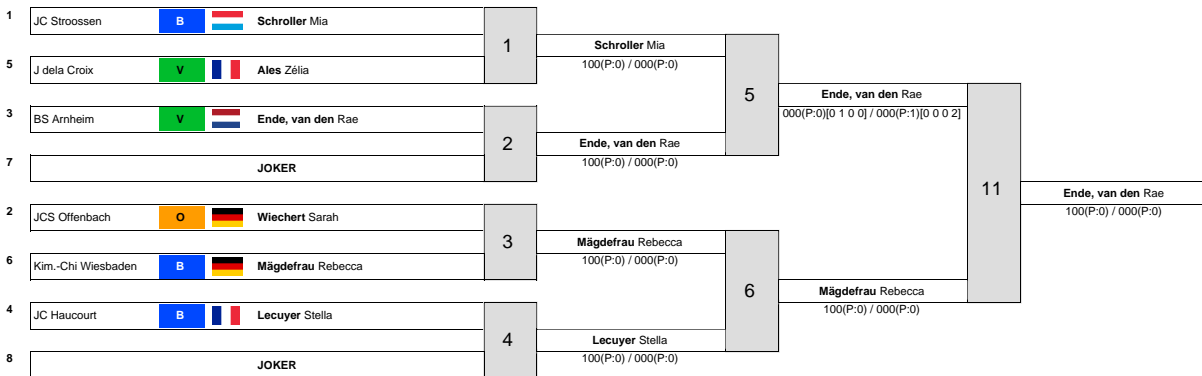 1 JC Stroossen B Schroller Mia
1
Schroller Mia
100(P:0) / 000(P:0)
5 J dela Croix V Ales Zélia
5
Ende, van den Rae
000(P:0)[0 1 0 0] / 000(P:1)[0 0 0 2]
3 BS Arnheim V Ende, van den Rae
2
Ende, van den Rae
100(P:0) / 000(P:0)
7 JOKER
11
Ende, van den Rae
100(P:0) / 000(P:0)
2 JCS Offenbach O Wiechert Sarah
3
Mägdefrau Rebecca
100(P:0) / 000(P:0)
6 Kim.-Chi Wiesbaden B Mägdefrau Rebecca
6
Mägdefrau Rebecca
100(P:0) / 000(P:0)
4 JC Haucourt B Lecuyer Stella
4
Lecuyer Stella
100(P:0) / 000(P:0)
8 JOKER